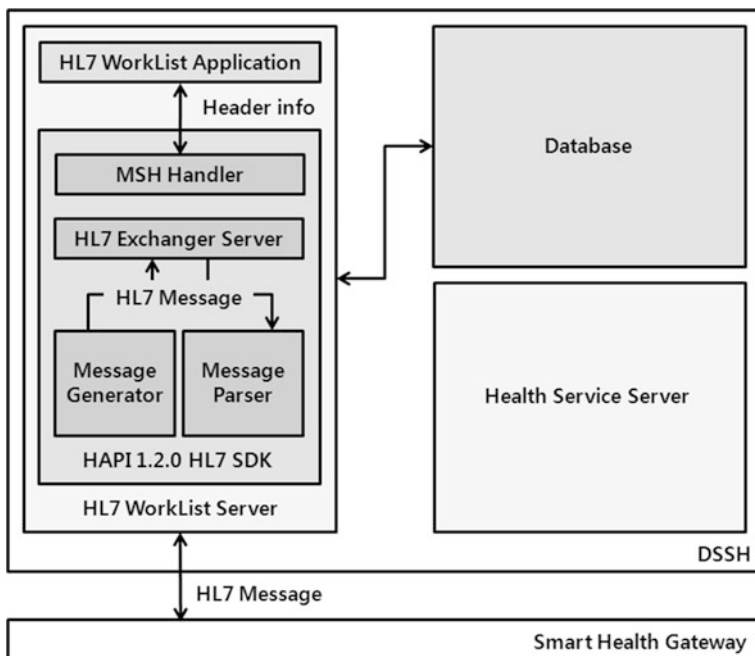 HL7 WorkList Application
Header info
MSH Handler
HL7 Exchanger Server
HL7 Message
Message
Generator
Message
Parser
HAPI 1.2.0 HL7 SDK
HL7 WorkList Server
Database
Health Service Server
DSSH
HL7 Message
Smart Health Gateway